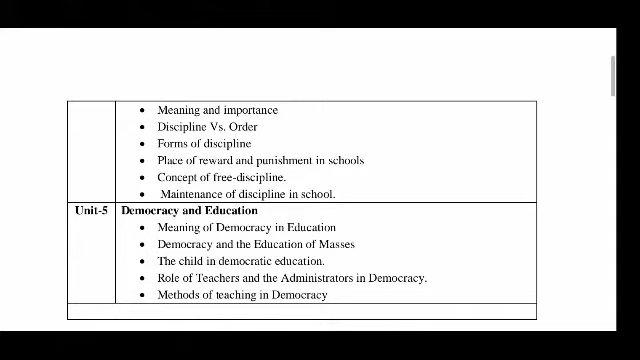 • Meaning and importance
• Discipline Vs. Order
• Forms of discipline
• Place of reward and punishment in schools
• Concept of free-discipline.
• Maintenance of discipline in school.
Unit-5 Democracy and Education
• Meaning of Democracy in Education
• Democracy and the Education of Masses
• The child in democratic education.
• Role of Teachers and the Administrators in Democracy.
• Methods of teaching in Democracy